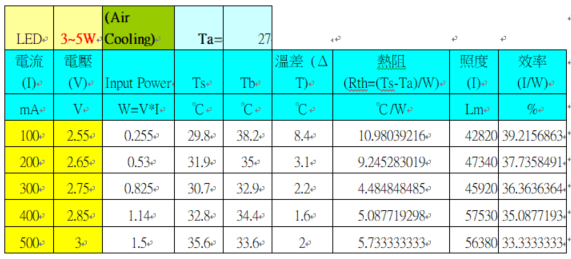 LED 3~5W (Air Cooling) Ta= 27
電流 (I) 電壓 (V) Input Power Ts Tb 溫差（Δ T） 熱阻 (Rth=(Ts-Ta)/W) 照度 (I) 效率 (I/W)
mA V W=V*I ℃ ℃ ℃ ℃/W Lm %
100 2.55 0.255 29.8 38.2 8.4 10.98039216 42820 39.2156863
200 2.65 0.53 31.9 35 3.1 9.245283019 47340 37.7358491
300 2.75 0.825 30.7 32.9 2.2 4.484848485 45920 36.3636364
400 2.85 1.14 32.8 34.4 1.6 5.087719298 57530 35.0877193
500 3 1.5 35.6 33.6 2 5.733333333 56380 33.3333333